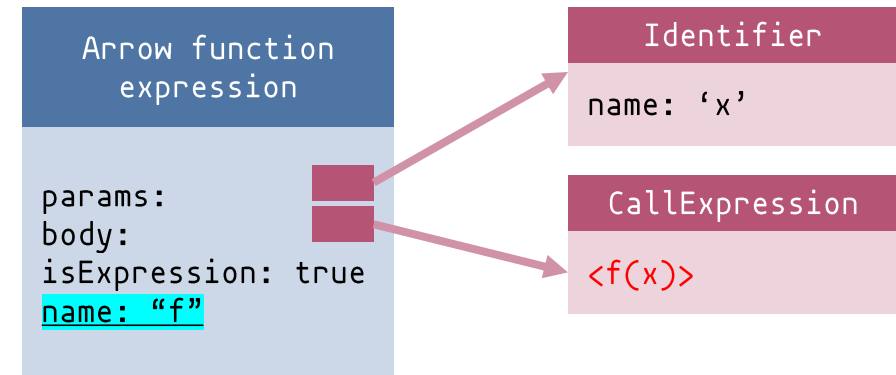 Arrow function
expression
params:
body:
isExpression: true
name: “f”
Identifier
name: ‘x’
CallExpression
<f(x)>